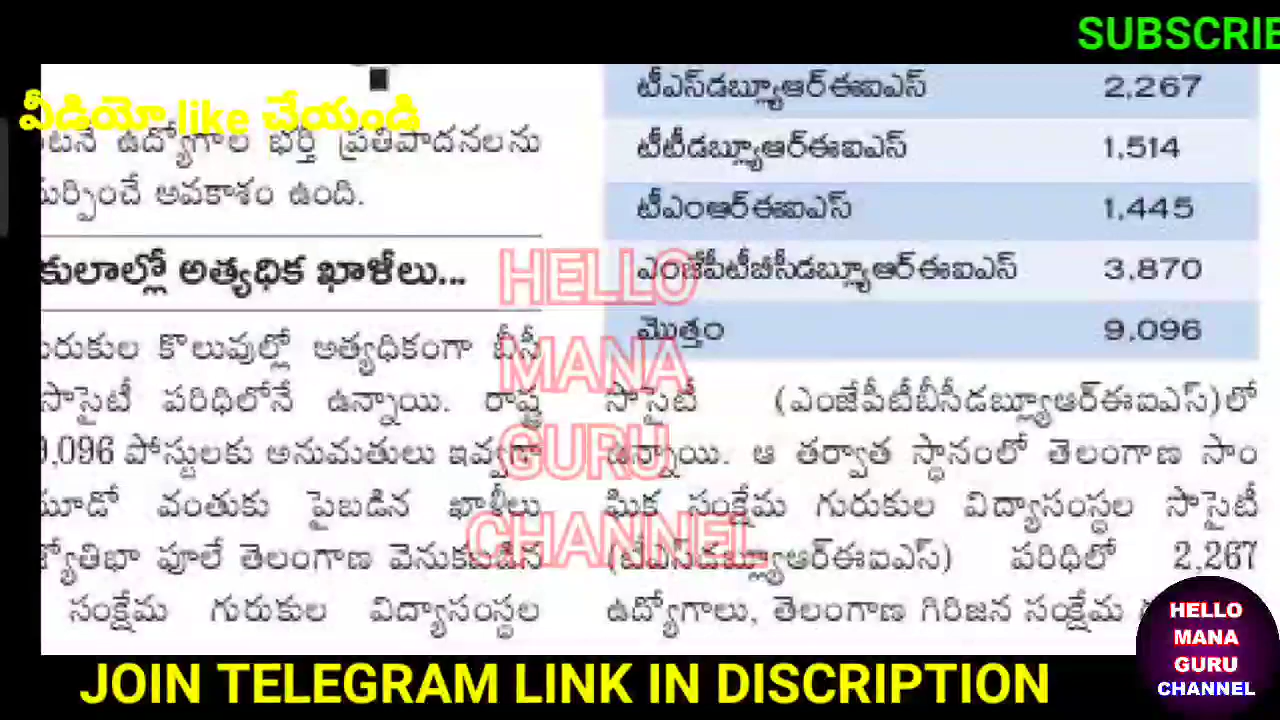 SUBSCRIBE
వీడియో like చేయండి
ఉద్యోగాల భర్తీ ప్రతిపాదనలను
అవకాశం ఉంది.
అత్యధిక ఖాళీలు...
కొలువుల్లో అత్యధికంగా బీసీ
సొసైటీ పరిధిలోనే ఉన్నాయి. రాష్ట్ర
9,096 పోస్టులకు అనుమతులు ఇవ్వగా
మూడో వంతుకు పైబడిన ఖాళీలు
పూలే తెలంగాణ వెనుకబడిన
సంక్షేమ గురుకుల విద్యాసంస్థల
టీఎస్‌డబ్ల్యూఆర్ఈఐఎస్ 2,267
టీటీడబ్ల్యూఆర్ఈఐఎస్ 1,514
టీఎంఆర్ఈఐఎస్ 1,445
ఎంజేపీటీబీసీడబ్ల్యూఆర్ఈఐఎస్ 3,870
మొత్తం 9,096
సొసైటీ (ఎంజేపీటీబీసీడబ్ల్యూఆర్ఈఐఎస్)లో
ఉన్నాయి. ఆ తర్వాత స్థానంలో తెలంగాణ సాం
ఘిక సంక్షేమ గురుకుల విద్యాసంస్థల సొసైటీ
(టీఎస్‌డబ్ల్యూఆర్ఈఐఎస్) పరిధిలో 2,267
ఉద్యోగాలు, తెలంగాణ గిరిజన సంక్షేమ
HELLO
MANA
GURU
CHANNEL
HELLO
MANA
GURU
CHANNEL
JOIN TELEGRAM LINK IN DISCRIPTION